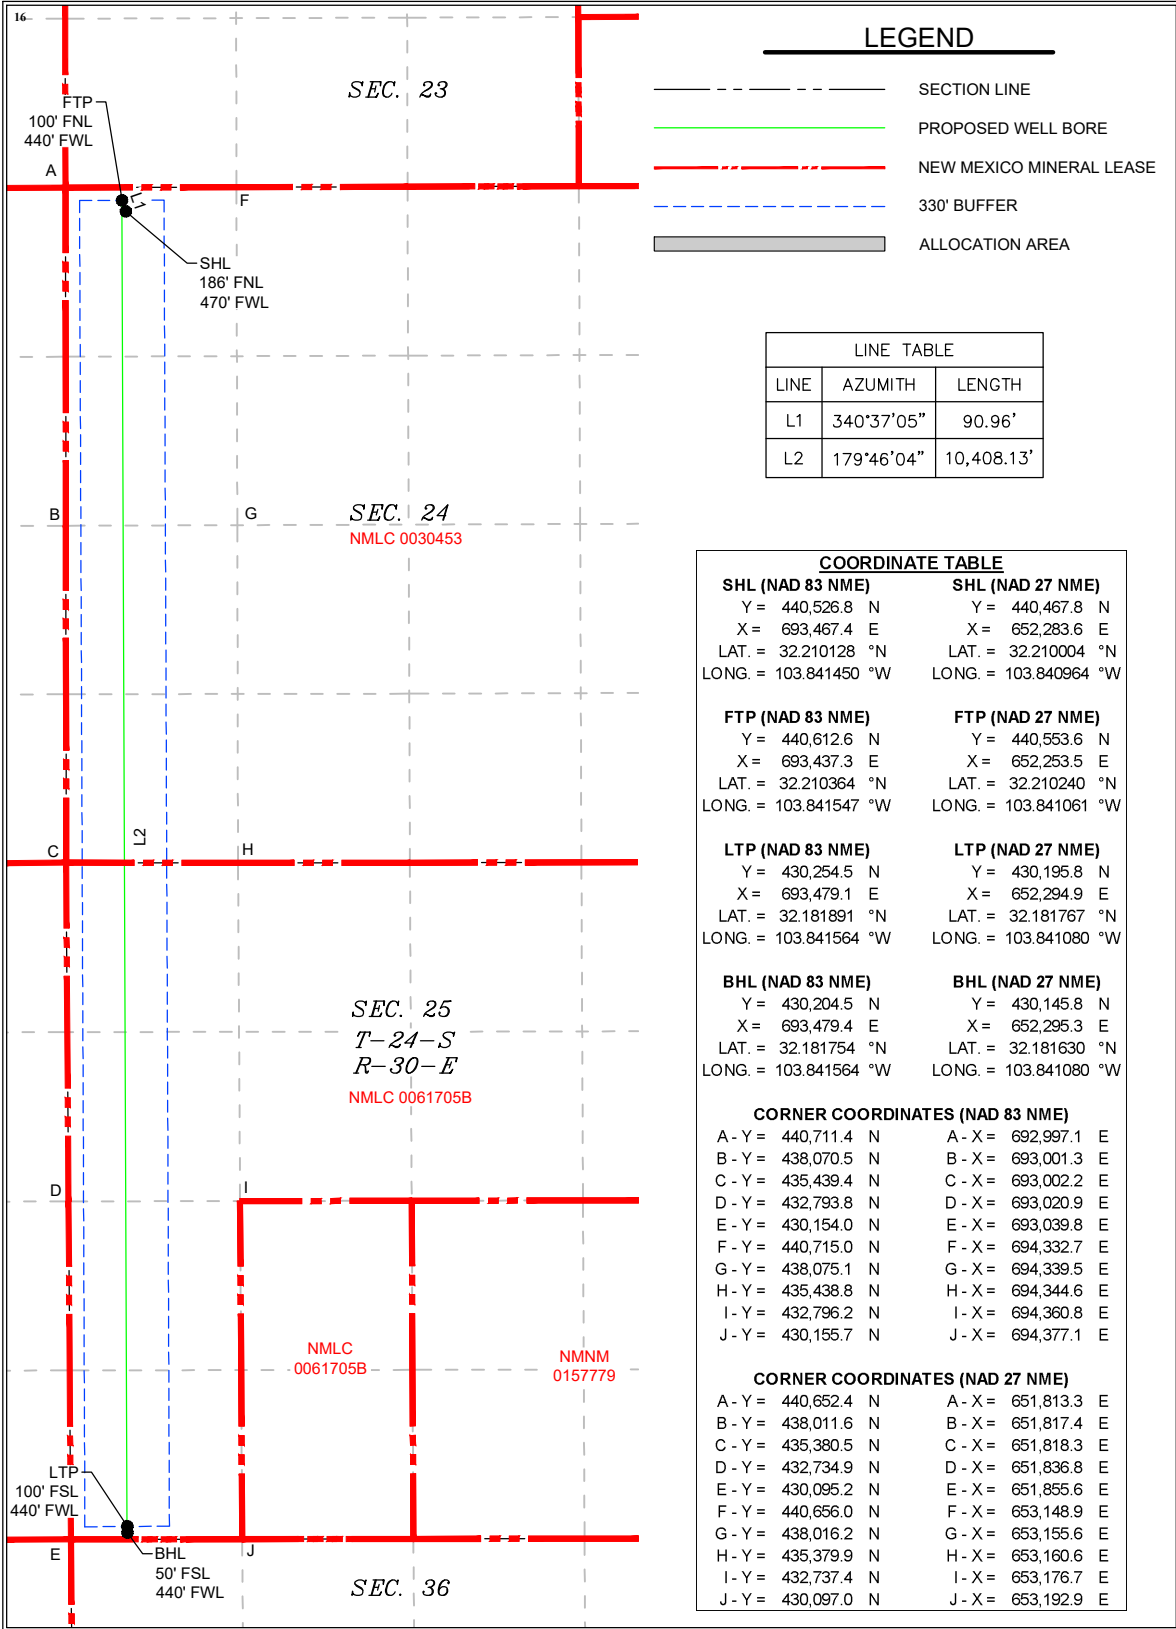 16
SEC. 23
FTP
100' FNL
440' FWL
A
F
SHL
186' FNL
470' FWL
L1
B
G
SEC. 24
NMLC 0030453
L2
C
H
SEC. 25
T-24-S
R-30-E
NMLC 0061705B
D
I
NMLC
0061705B
NMNM
0157779
LTP
100' FSL
440' FWL
E
J
BHL
50' FSL
440' FWL
SEC. 36
LEGEND
SECTION LINE
PROPOSED WELL BORE
NEW MEXICO MINERAL LEASE
330' BUFFER
ALLOCATION AREA
LINE TABLE
LINE AZUMITH LENGTH
L1 340°37'05" 90.96'
L2 179°46'04" 10,408.13'
COORDINATE TABLE
SHL (NAD 83 NME) SHL (NAD 27 NME)
Y = 440,526.8 N Y = 440,467.8 N
X = 693,467.4 E X = 652,283.6 E
LAT. = 32.210128 °N LAT. = 32.210004 °N
LONG. = 103.841450 °W LONG. = 103.840964 °W
FTP (NAD 83 NME) FTP (NAD 27 NME)
Y = 440,612.6 N Y = 440,553.6 N
X = 693,437.3 E X = 652,253.5 E
LAT. = 32.210364 °N LAT. = 32.210240 °N
LONG. = 103.841547 °W LONG. = 103.841061 °W
LTP (NAD 83 NME) LTP (NAD 27 NME)
Y = 430,254.5 N Y = 430,195.8 N
X = 693,479.1 E X = 652,294.9 E
LAT. = 32.181891 °N LAT. = 32.181767 °N
LONG. = 103.841564 °W LONG. = 103.841080 °W
BHL (NAD 83 NME) BHL (NAD 27 NME)
Y = 430,204.5 N Y = 430,145.8 N
X = 693,479.4 E X = 652,295.3 E
LAT. = 32.181754 °N LAT. = 32.181630 °N
LONG. = 103.841564 °W LONG. = 103.841080 °W
CORNER COORDINATES (NAD 83 NME)
A - Y = 440,711.4 N A - X = 692,997.1 E
B - Y = 438,070.5 N B - X = 693,001.3 E
C - Y = 435,439.4 N C - X = 693,002.2 E
D - Y = 432,793.8 N D - X = 693,020.9 E
E - Y = 430,154.0 N E - X = 693,039.8 E
F - Y = 440,715.0 N F - X = 694,332.7 E
G - Y = 438,075.1 N G - X = 694,339.5 E
H - Y = 435,438.8 N H - X = 694,344.6 E
I - Y = 432,796.2 N I - X = 694,360.8 E
J - Y = 430,155.7 N J - X = 694,377.1 E
CORNER COORDINATES (NAD 27 NME)
A - Y = 440,652.4 N A - X = 651,813.3 E
B - Y = 438,011.6 N B - X = 651,817.4 E
C - Y = 435,380.5 N C - X = 651,818.3 E
D - Y = 432,734.9 N D - X = 651,836.8 E
E - Y = 430,095.2 N E - X = 651,855.6 E
F - Y = 440,656.0 N F - X = 653,148.9 E
G - Y = 438,016.2 N G - X = 653,155.6 E
H - Y = 435,379.9 N H - X = 653,160.6 E
I - Y = 432,737.4 N I - X = 653,176.7 E
J - Y = 430,097.0 N J - X = 653,192.9 E